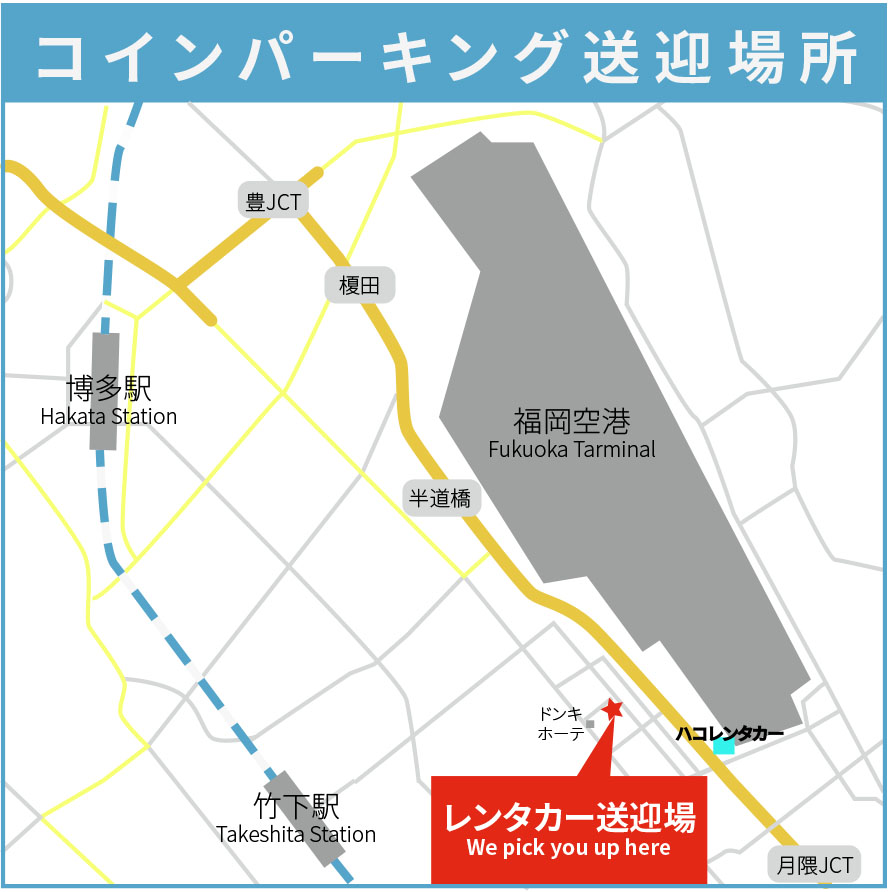 コインパーキング送迎場所
豊JCT
榎田
博多駅
Hakata Station
福岡空港
Fukuoka Tarminal
半道橋
ドンキ
ホーテ
ハコレンタカー
竹下駅
Takeshita Station
レンタカー送迎場
We pick you up here
月隈JCT